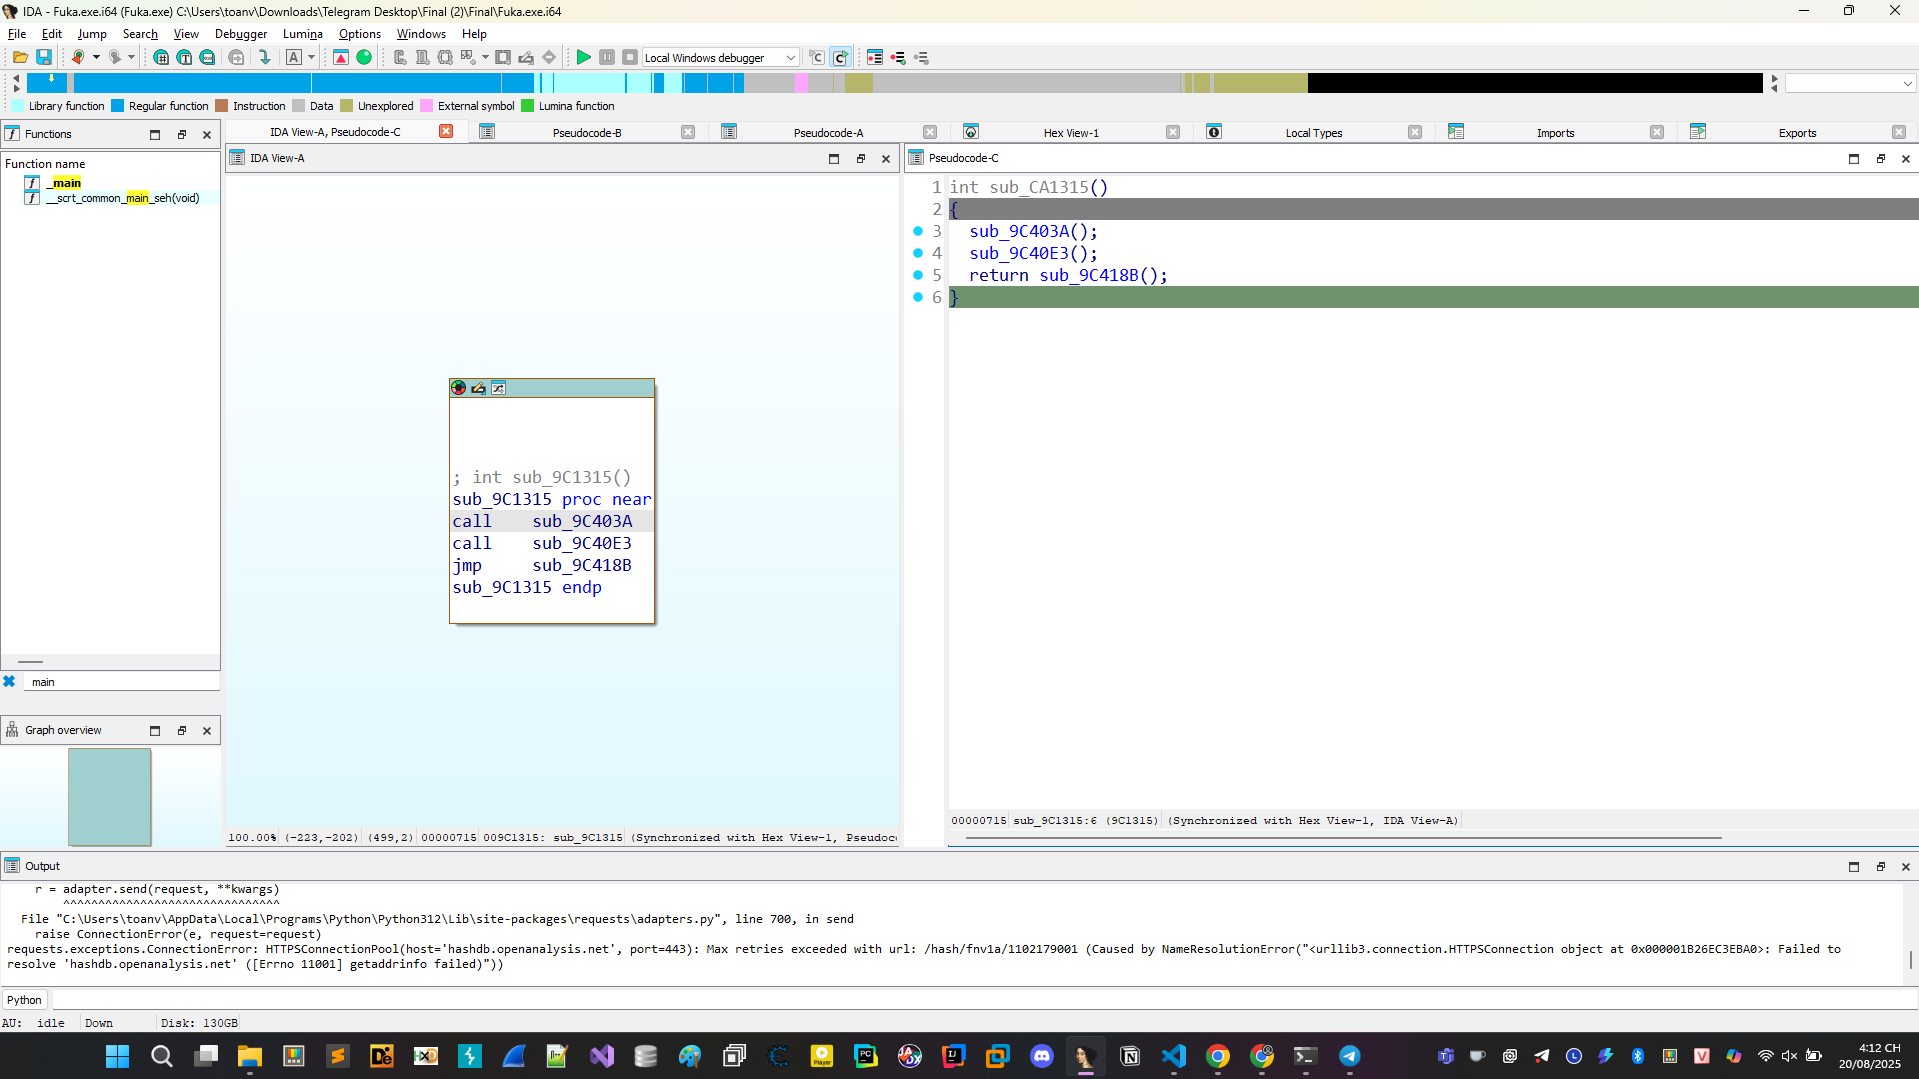 IDA - Fuka.exe.i64 (Fuka.exe) C:\Users\toanv\Downloads\Telegram Desktop\Final (2)\Final\Fuka.exe.i64
File Edit Jump Search View Debugger Lumina Options Windows Help
Local Windows debugger
Library function Regular function Instruction Data Unexplored External symbol Lumina function
Functions
Function name
_main
__scrt_common_main_seh(void)
main
Graph overview
IDA View-A, Pseudocode-C Pseudocode-B Pseudocode-A Hex View-1 Local Types Imports Exports
IDA View-A
; int sub_9C1315()
sub_9C1315 proc near
call sub_9C403A
call sub_9C40E3
jmp sub_9C418B
sub_9C1315 endp
100.00% (-223,-202) (499,2) 00000715 009C1315: sub_9C1315 (Synchronized with Hex View-1, Pseudoc
Pseudocode-C
1 int sub_CA1315()
2 {
3 sub_9C403A();
4 sub_9C40E3();
5 return sub_9C418B();
6 }
00000715 sub_9C1315:6 (9C1315) (Synchronized with Hex View-1, IDA View-A)
Output
r = adapter.send(request, **kwargs)
^^^^^^^^^^^^^^^^^^^^^^^^^^^^^^^
File "C:\Users\toanv\AppData\Local\Programs\Python\Python312\Lib\site-packages\requests\adapters.py", line 700, in send
raise ConnectionError(e, request=request)
requests.exceptions.ConnectionError: HTTPSConnectionPool(host='hashdb.openanalysis.net', port=443): Max retries exceeded with url: /hash/fnv1a/1102179001 (Caused by NameResolutionError("<urllib3.connection.HTTPSConnection object at 0x000001B26EC3EBA0>: Failed to
resolve 'hashdb.openanalysis.net' ([Errno 11001] getaddrinfo failed)"))
Python
AU: idle Down Disk: 130GB
4:12 CH
20/08/2025